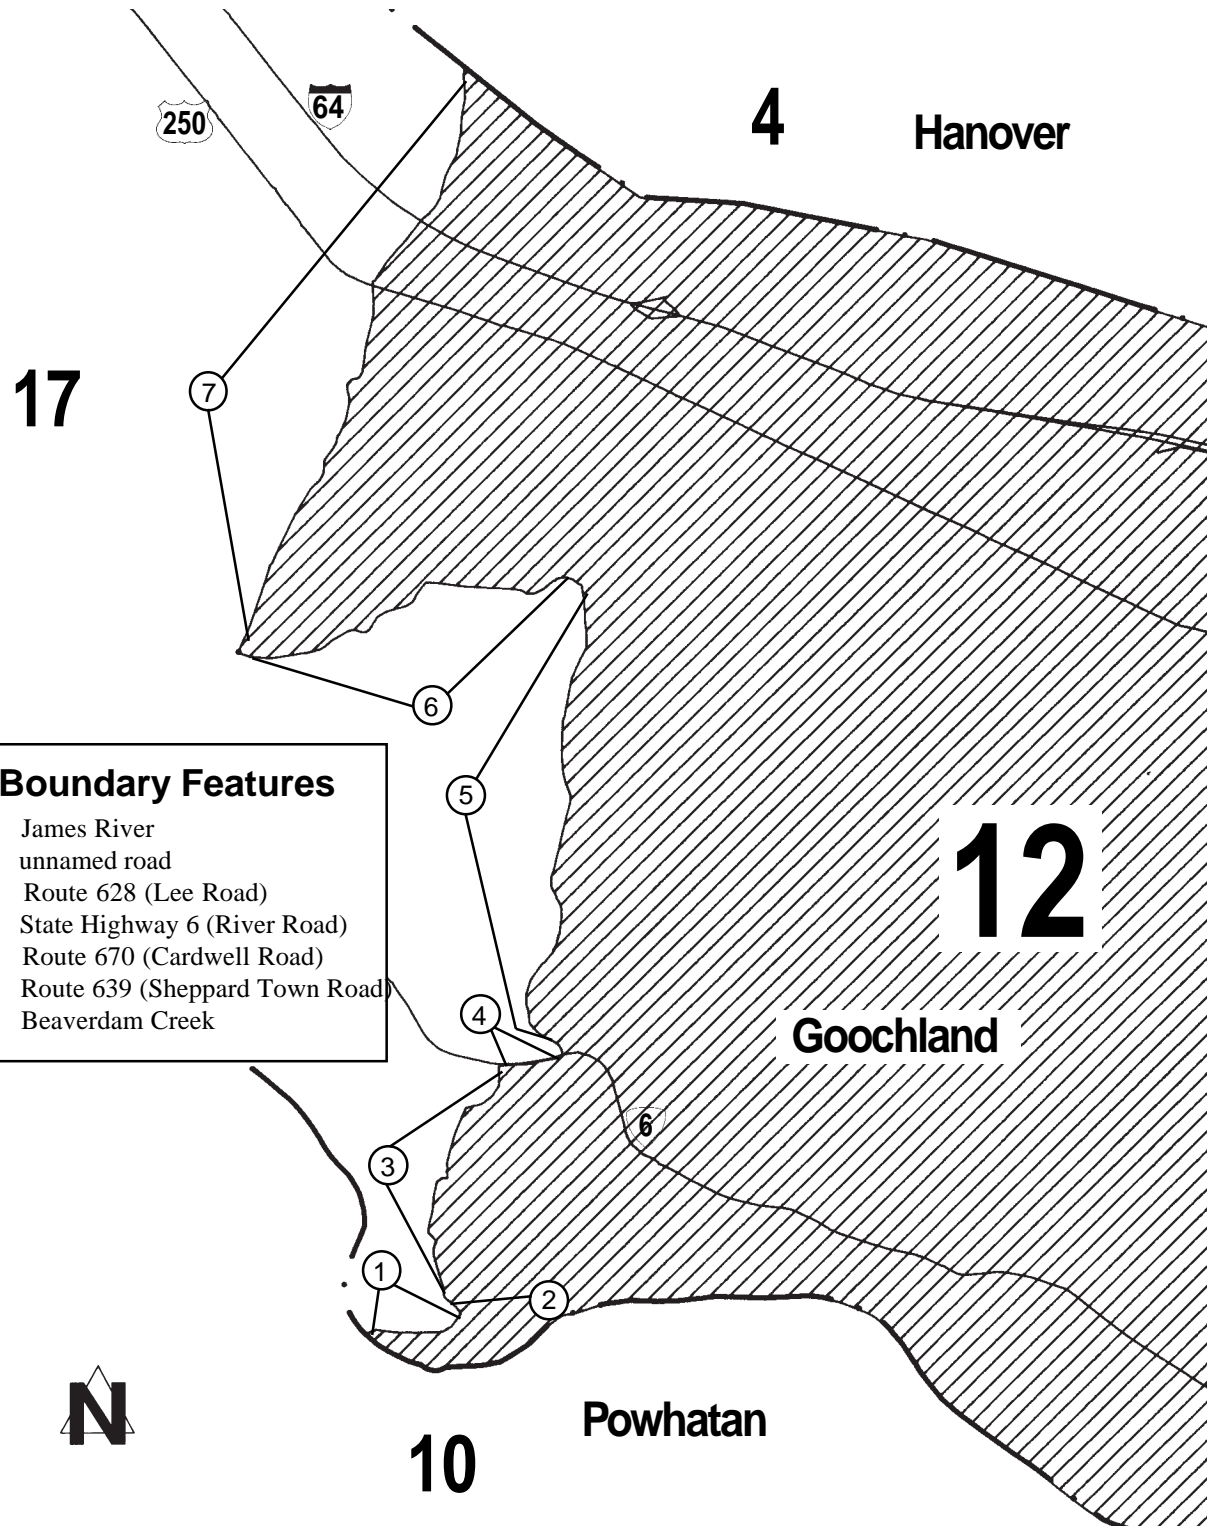 64
250
4
Hanover
17
7
6
5
Boundary Features
James River
unnamed road
Route 628 (Lee Road)
State Highway 6 (River Road)
Route 670 (Cardwell Road)
Route 639 (Sheppard Town Road)
Beaverdam Creek
12
4
Goochland
6
3
1
2
N
Powhatan
10